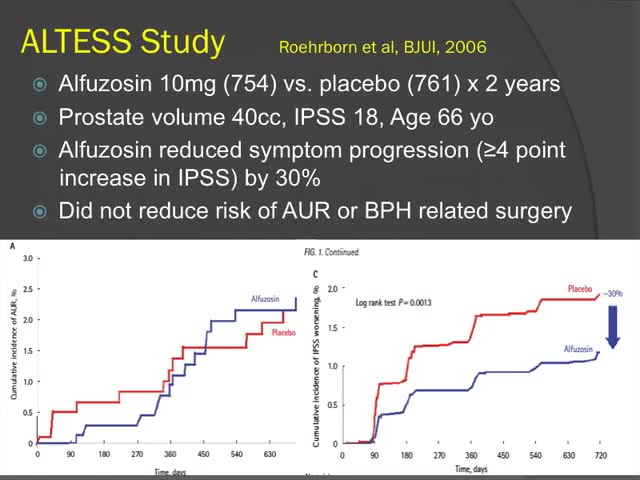 ALTESS Study Roehrborn et al, BJUI, 2006
Alfuzosin 10mg (754) vs. placebo (761) x 2 years
Prostate volume 40cc, IPSS 18, Age 66 yo
Alfuzosin reduced symptom progression (≥4 point
increase in IPSS) by 30%
Did not reduce risk of AUR or BPH related surgery
A
Cumulative incidence of AUR, %
3.0
2.5
2.0
1.5
1.0
0.5
0
0 90 180 270 360 450 540 630
Time, days
Alfuzosin
Placebo
FIG. 1. Continued.
C
Cumulative incidence of IPSS worsening, %
2.0
1.5
1.0
0.5
0
0 90 180 270 360 450 540 630 720
Time, days
Log rank test P = 0.0013
Placebo
Alfuzosin
–30%